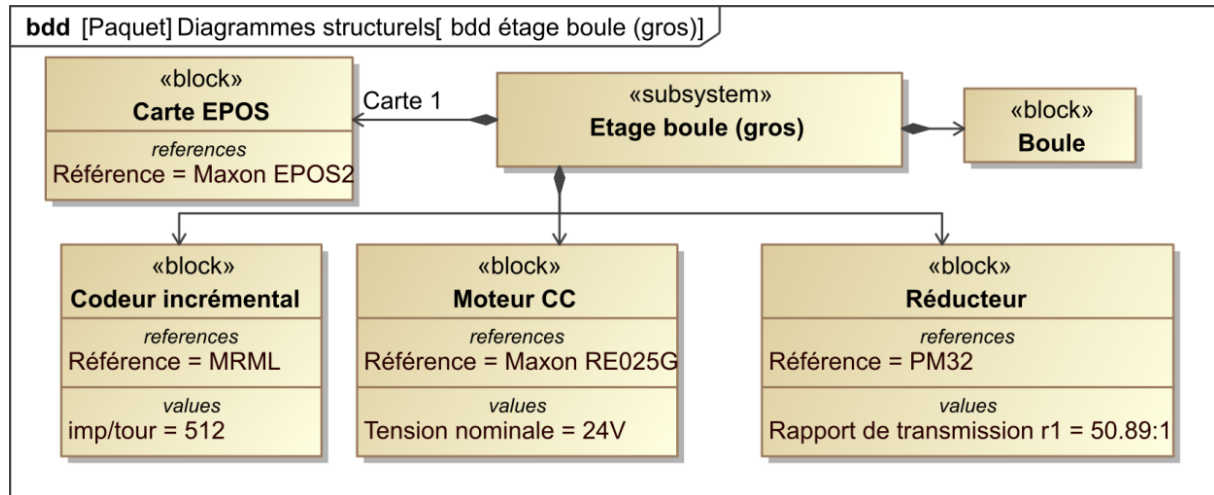 bdd [Paquet] Diagrammes structurels[ bdd étage boule (gros)]
«block»
Carte EPOS
references
Référence = Maxon EPOS2
Carte 1
«subsystem»
Etage boule (gros)
«block»
Boule
«block»
Codeur incrémental
references
Référence = MRML
values
imp/tour = 512
«block»
Moteur CC
references
Référence = Maxon RE025G
values
Tension nominale = 24V
«block»
Réducteur
references
Référence = PM32
values
Rapport de transmission r1 = 50.89:1